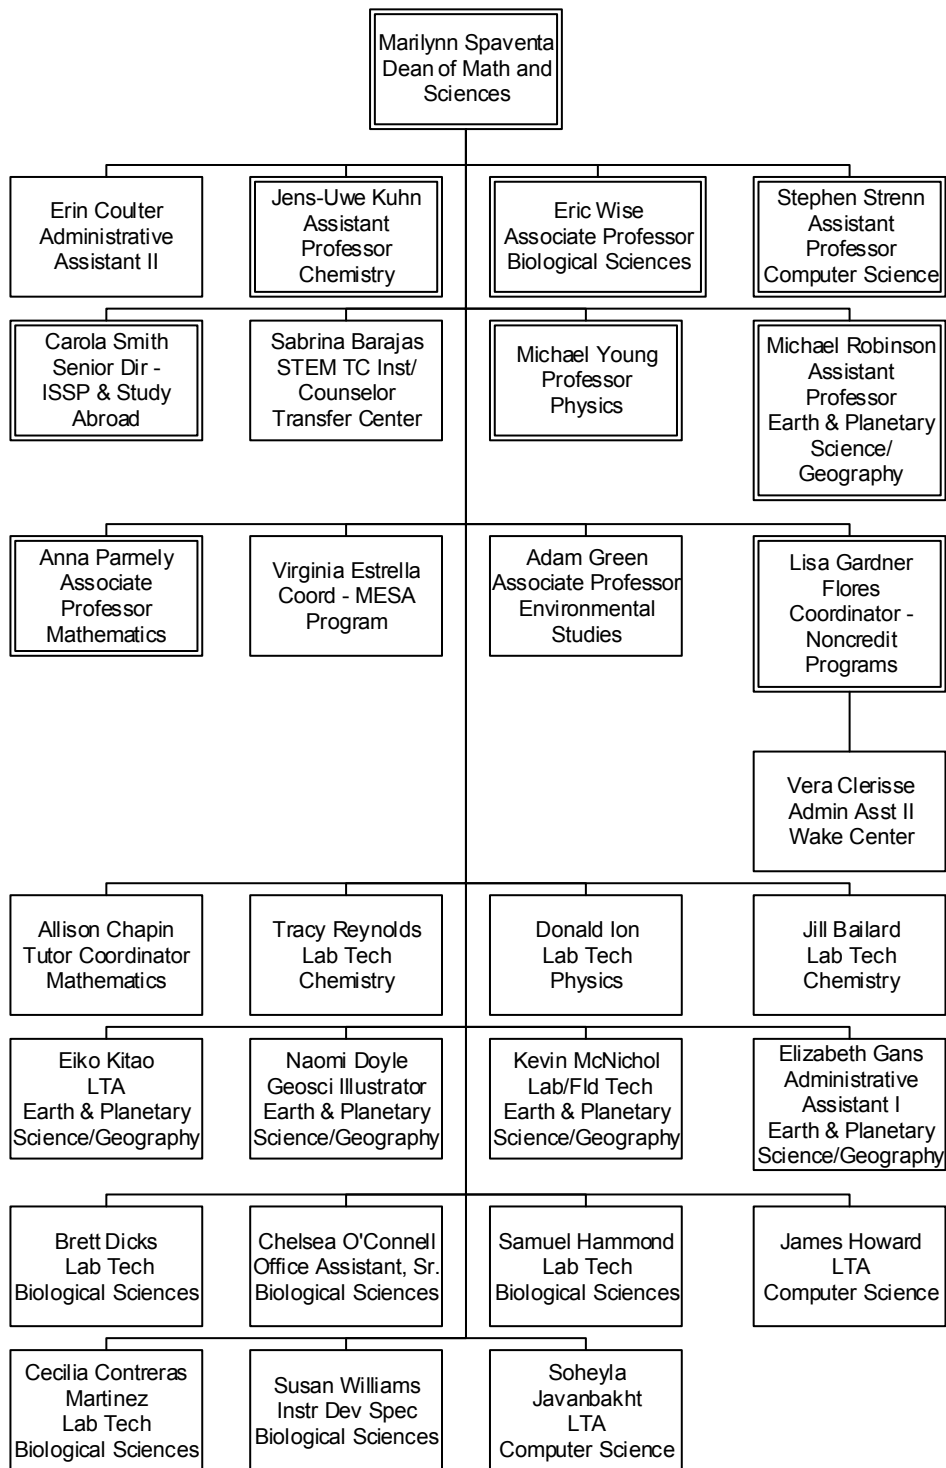 Marilynn Spaventa
Dean of Math and
Sciences
Erin Coulter
Administrative
Assistant II
Jens-Uwe Kuhn
Assistant
Professor
Chemistry
Eric Wise
Associate Professor
Biological Sciences
Stephen Strenn
Assistant
Professor
Computer Science
Carola Smith
Senior Dir -
ISSP & Study
Abroad
Sabrina Barajas
STEM TC Inst/
Counselor
Transfer Center
Michael Young
Professor
Physics
Michael Robinson
Assistant
Professor
Earth & Planetary
Science/
Geography
Anna Parmely
Associate
Professor
Mathematics
Virginia Estrella
Coord - MESA
Program
Adam Green
Associate Professor
Environmental
Studies
Lisa Gardner
Flores
Coordinator -
Noncredit
Programs
Vera Clerisse
Admin Asst II
Wake Center
Allison Chapin
Tutor Coordinator
Mathematics
Tracy Reynolds
Lab Tech
Chemistry
Donald Ion
Lab Tech
Physics
Jill Bailard
Lab Tech
Chemistry
Eiko Kitao
LTA
Earth & Planetary
Science/Geography
Naomi Doyle
Geosci Illustrator
Earth & Planetary
Science/Geography
Kevin McNichol
Lab/Fld Tech
Earth & Planetary
Science/Geography
Elizabeth Gans
Administrative
Assistant I
Earth & Planetary
Science/Geography
Brett Dicks
Lab Tech
Biological Sciences
Chelsea O'Connell
Office Assistant, Sr.
Biological Sciences
Samuel Hammond
Lab Tech
Biological Sciences
James Howard
LTA
Computer Science
Cecilia Contreras
Martinez
Lab Tech
Biological Sciences
Susan Williams
Instr Dev Spec
Biological Sciences
Soheyla
Javanbakht
LTA
Computer Science